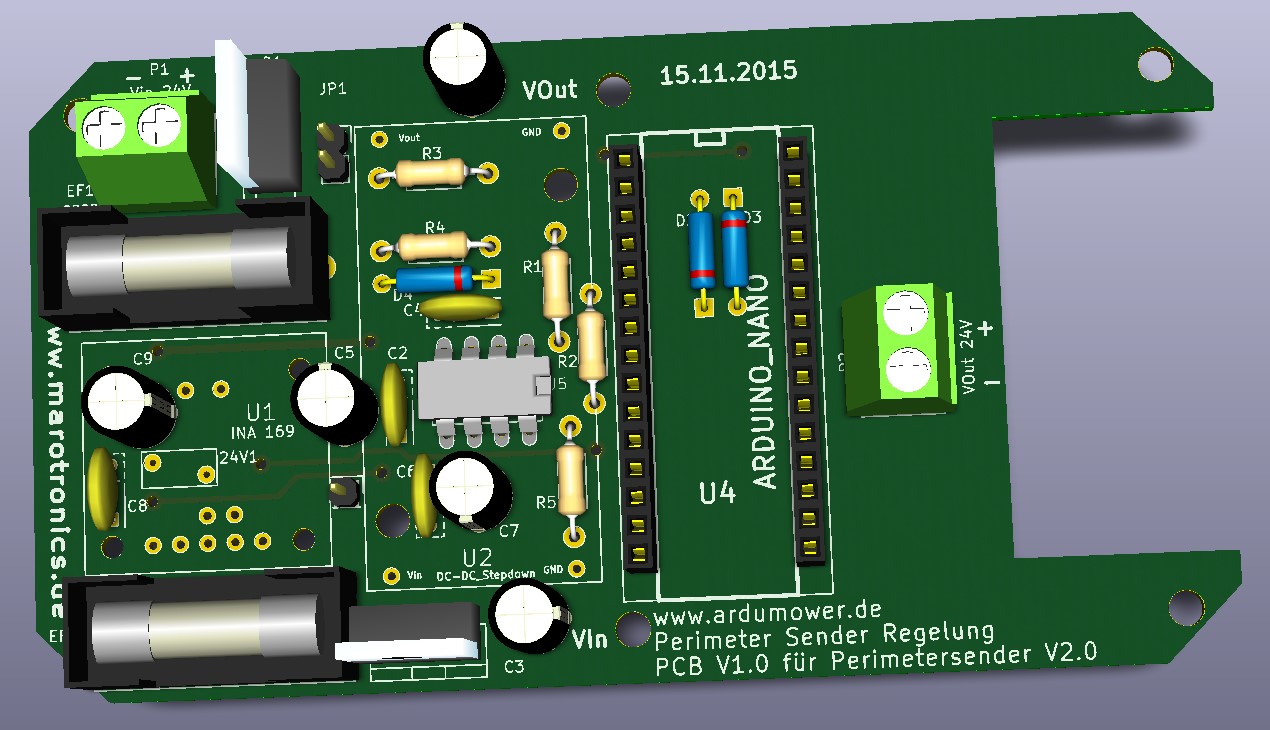 − P1 +
Vin 24V
JP1
VOut
15.11.2015
Vout
GND
R3
EF1
R4
R1
D3
D4
R2
U5
C9
C5
C2
U1
INA 169
24V1
C6
C8
C7
R5
U2
DC-DC_Stepdown
Vin
GND
C3
VIn
ARDUINO_NANO
U4
VOut 24V
+
−
www.marotronics.de
www.ardumower.de
Perimeter Sender Regelung
PCB V1.0 für Perimetersender V2.0